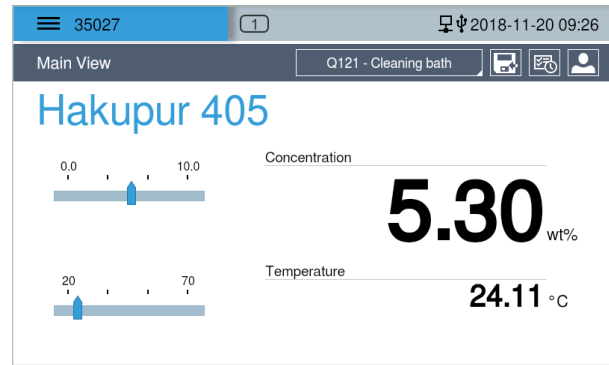 35027
1
2018-11-20 09:26
Main View
Q121 - Cleaning bath
Hakupur 405
0.0 10.0
Concentration
5.30 wt%
20 70
Temperature
24.11 °C